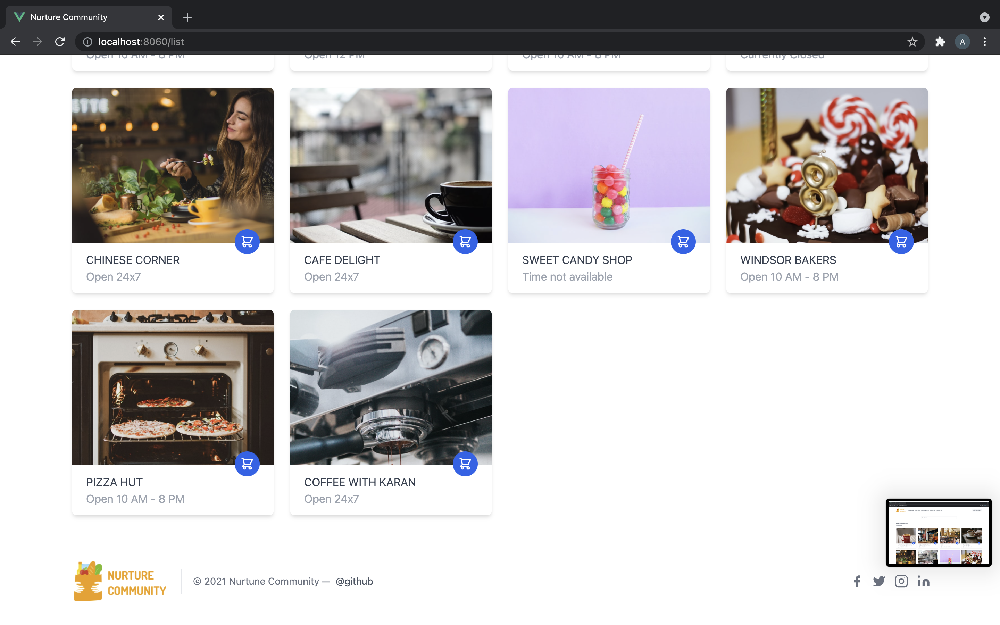 Nurture Community
localhost:8060/list
A
Open 10 AM - 8 PM
Open 12 PM
Open 10 AM - 8 PM
Currently Closed
ETTE
CHINESE CORNER
Open 24x7
CAFE DELIGHT
Open 24x7
SWEET CANDY SHOP
Time not available
8
WINDSOR BAKERS
Open 10 AM - 8 PM
PIZZA HUT
Open 10 AM - 8 PM
COFFEE WITH KARAN
Open 24x7
NURTURE
COMMUNITY
© 2021 Nurtune Community — @github